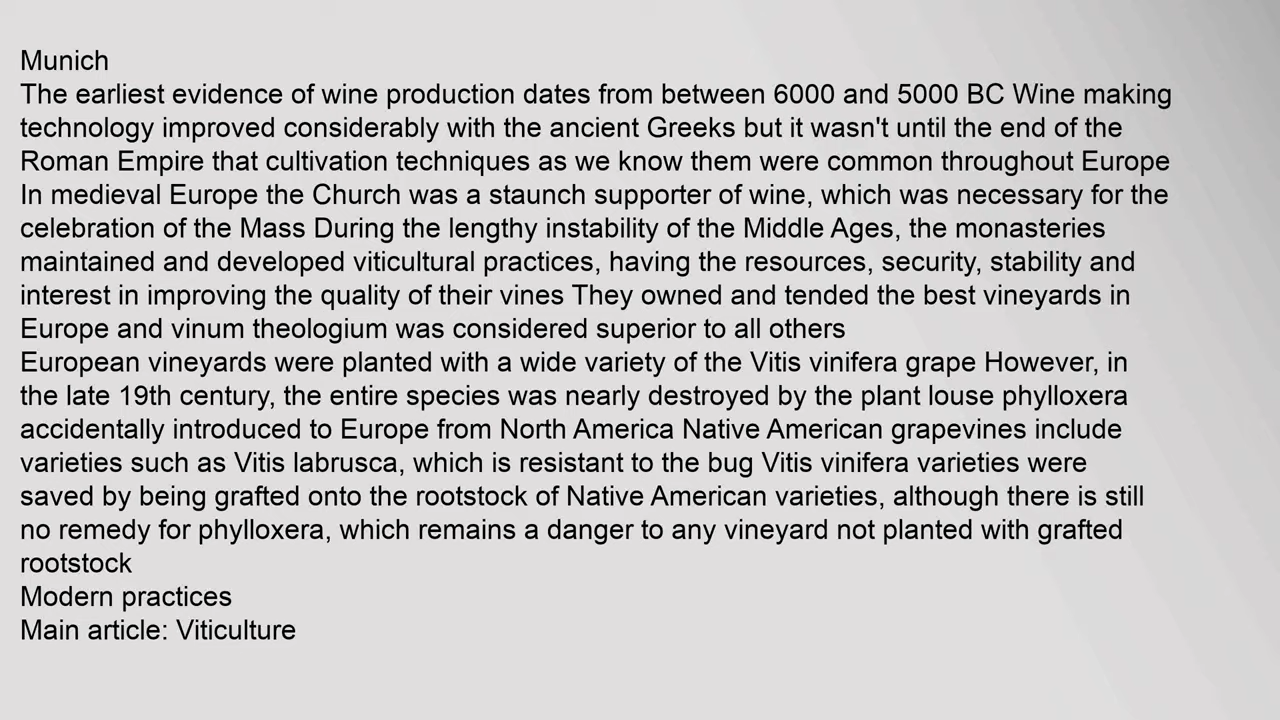 Munich
The earliest evidence of wine production dates from between 6000 and 5000 BC Wine making
technology improved considerably with the ancient Greeks but it wasn't until the end of the
Roman Empire that cultivation techniques as we know them were common throughout Europe
In medieval Europe the Church was a staunch supporter of wine, which was necessary for the
celebration of the Mass During the lengthy instability of the Middle Ages, the monasteries
maintained and developed viticultural practices, having the resources, security, stability and
interest in improving the quality of their vines They owned and tended the best vineyards in
Europe and vinum theologium was considered superior to all others
European vineyards were planted with a wide variety of the Vitis vinifera grape However, in
the late 19th century, the entire species was nearly destroyed by the plant louse phylloxera
accidentally introduced to Europe from North America Native American grapevines include
varieties such as Vitis labrusca, which is resistant to the bug Vitis vinifera varieties were
saved by being grafted onto the rootstock of Native American varieties, although there is still
no remedy for phylloxera, which remains a danger to any vineyard not planted with grafted
rootstock
Modern practices
Main article: Viticulture